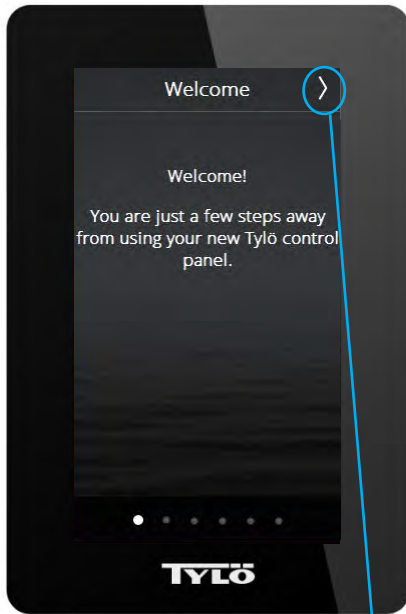 Welcome
Welcome!
You are just a few steps away
from using your new Tylö control
panel.
TYLÖ